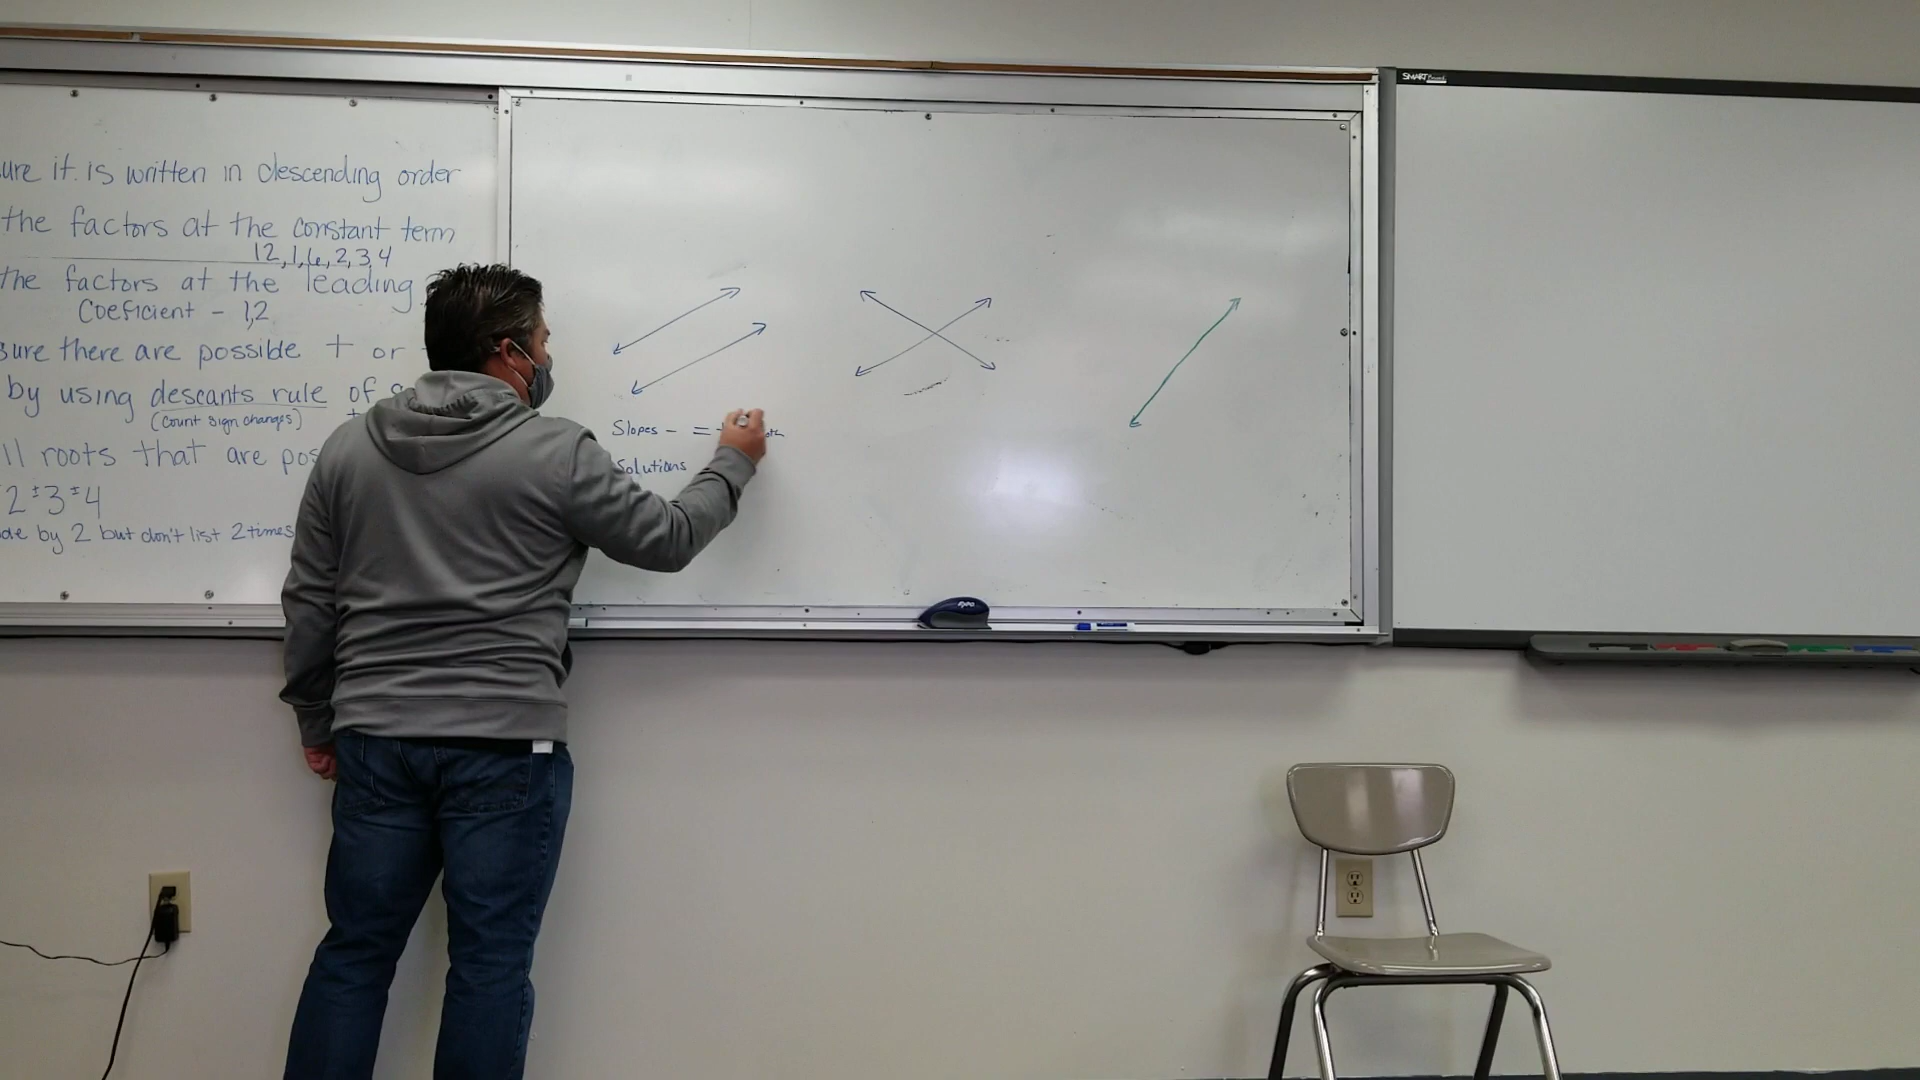 ure it is written in descending order
the factors at the constant term
12,1,6,2,3,4
the factors at the leading
Coeficient - 1,2
sure there are possible + or
by using descants rule of
(count sign changes) +
ll roots that are pos
2 ± 3 ± 4
by 2 but don't list 2 times
Slopes - =
Solutions
SMART Board
expo